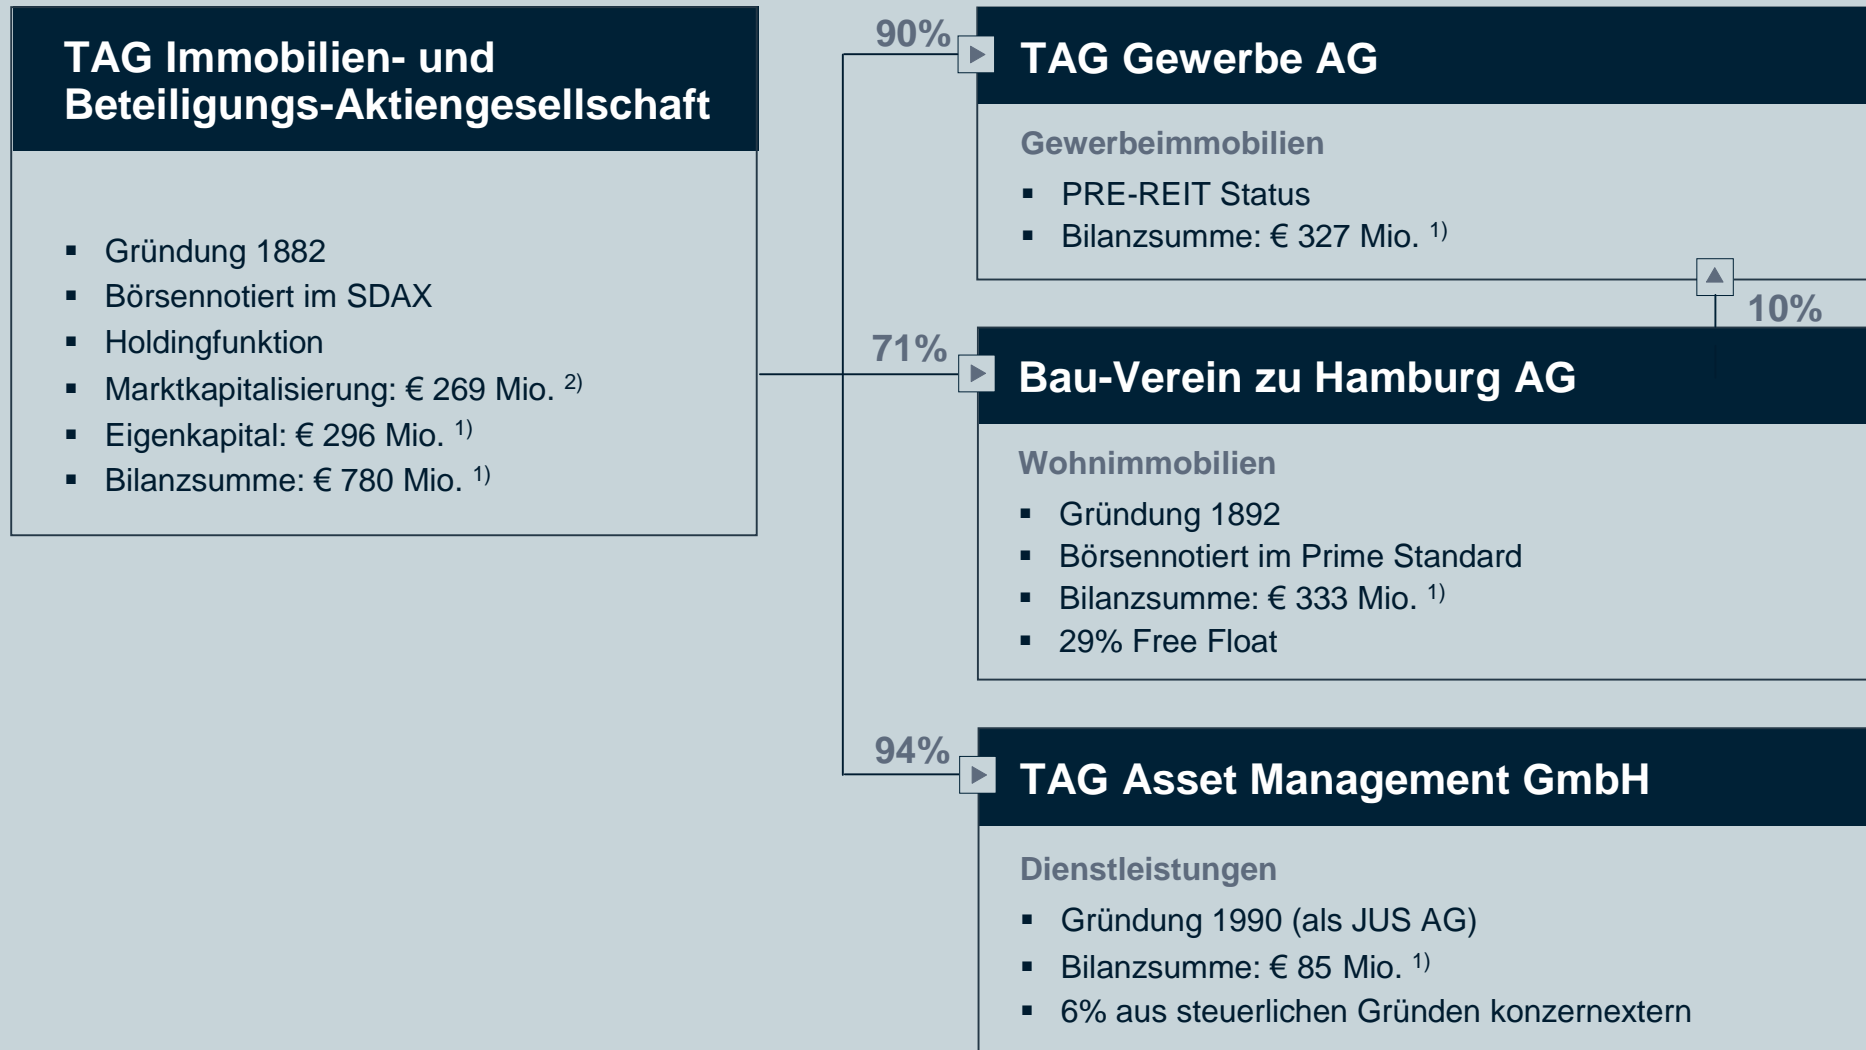 TAG Immobilien- und
Beteiligungs-Aktiengesellschaft
▪ Gründung 1882
▪ Börsennotiert im SDAX
▪ Holdingfunktion
▪ Marktkapitalisierung: € 269 Mio. 2)
▪ Eigenkapital: € 296 Mio. 1)
▪ Bilanzsumme: € 780 Mio. 1)
90%
TAG Gewerbe AG
Gewerbeimmobilien
▪ PRE-REIT Status
▪ Bilanzsumme: € 327 Mio. 1)
10%
71%
Bau-Verein zu Hamburg AG
Wohnimmobilien
▪ Gründung 1892
▪ Börsennotiert im Prime Standard
▪ Bilanzsumme: € 333 Mio. 1)
▪ 29% Free Float
94%
TAG Asset Management GmbH
Dienstleistungen
▪ Gründung 1990 (als JUS AG)
▪ Bilanzsumme: € 85 Mio. 1)
▪ 6% aus steuerlichen Gründen konzernextern